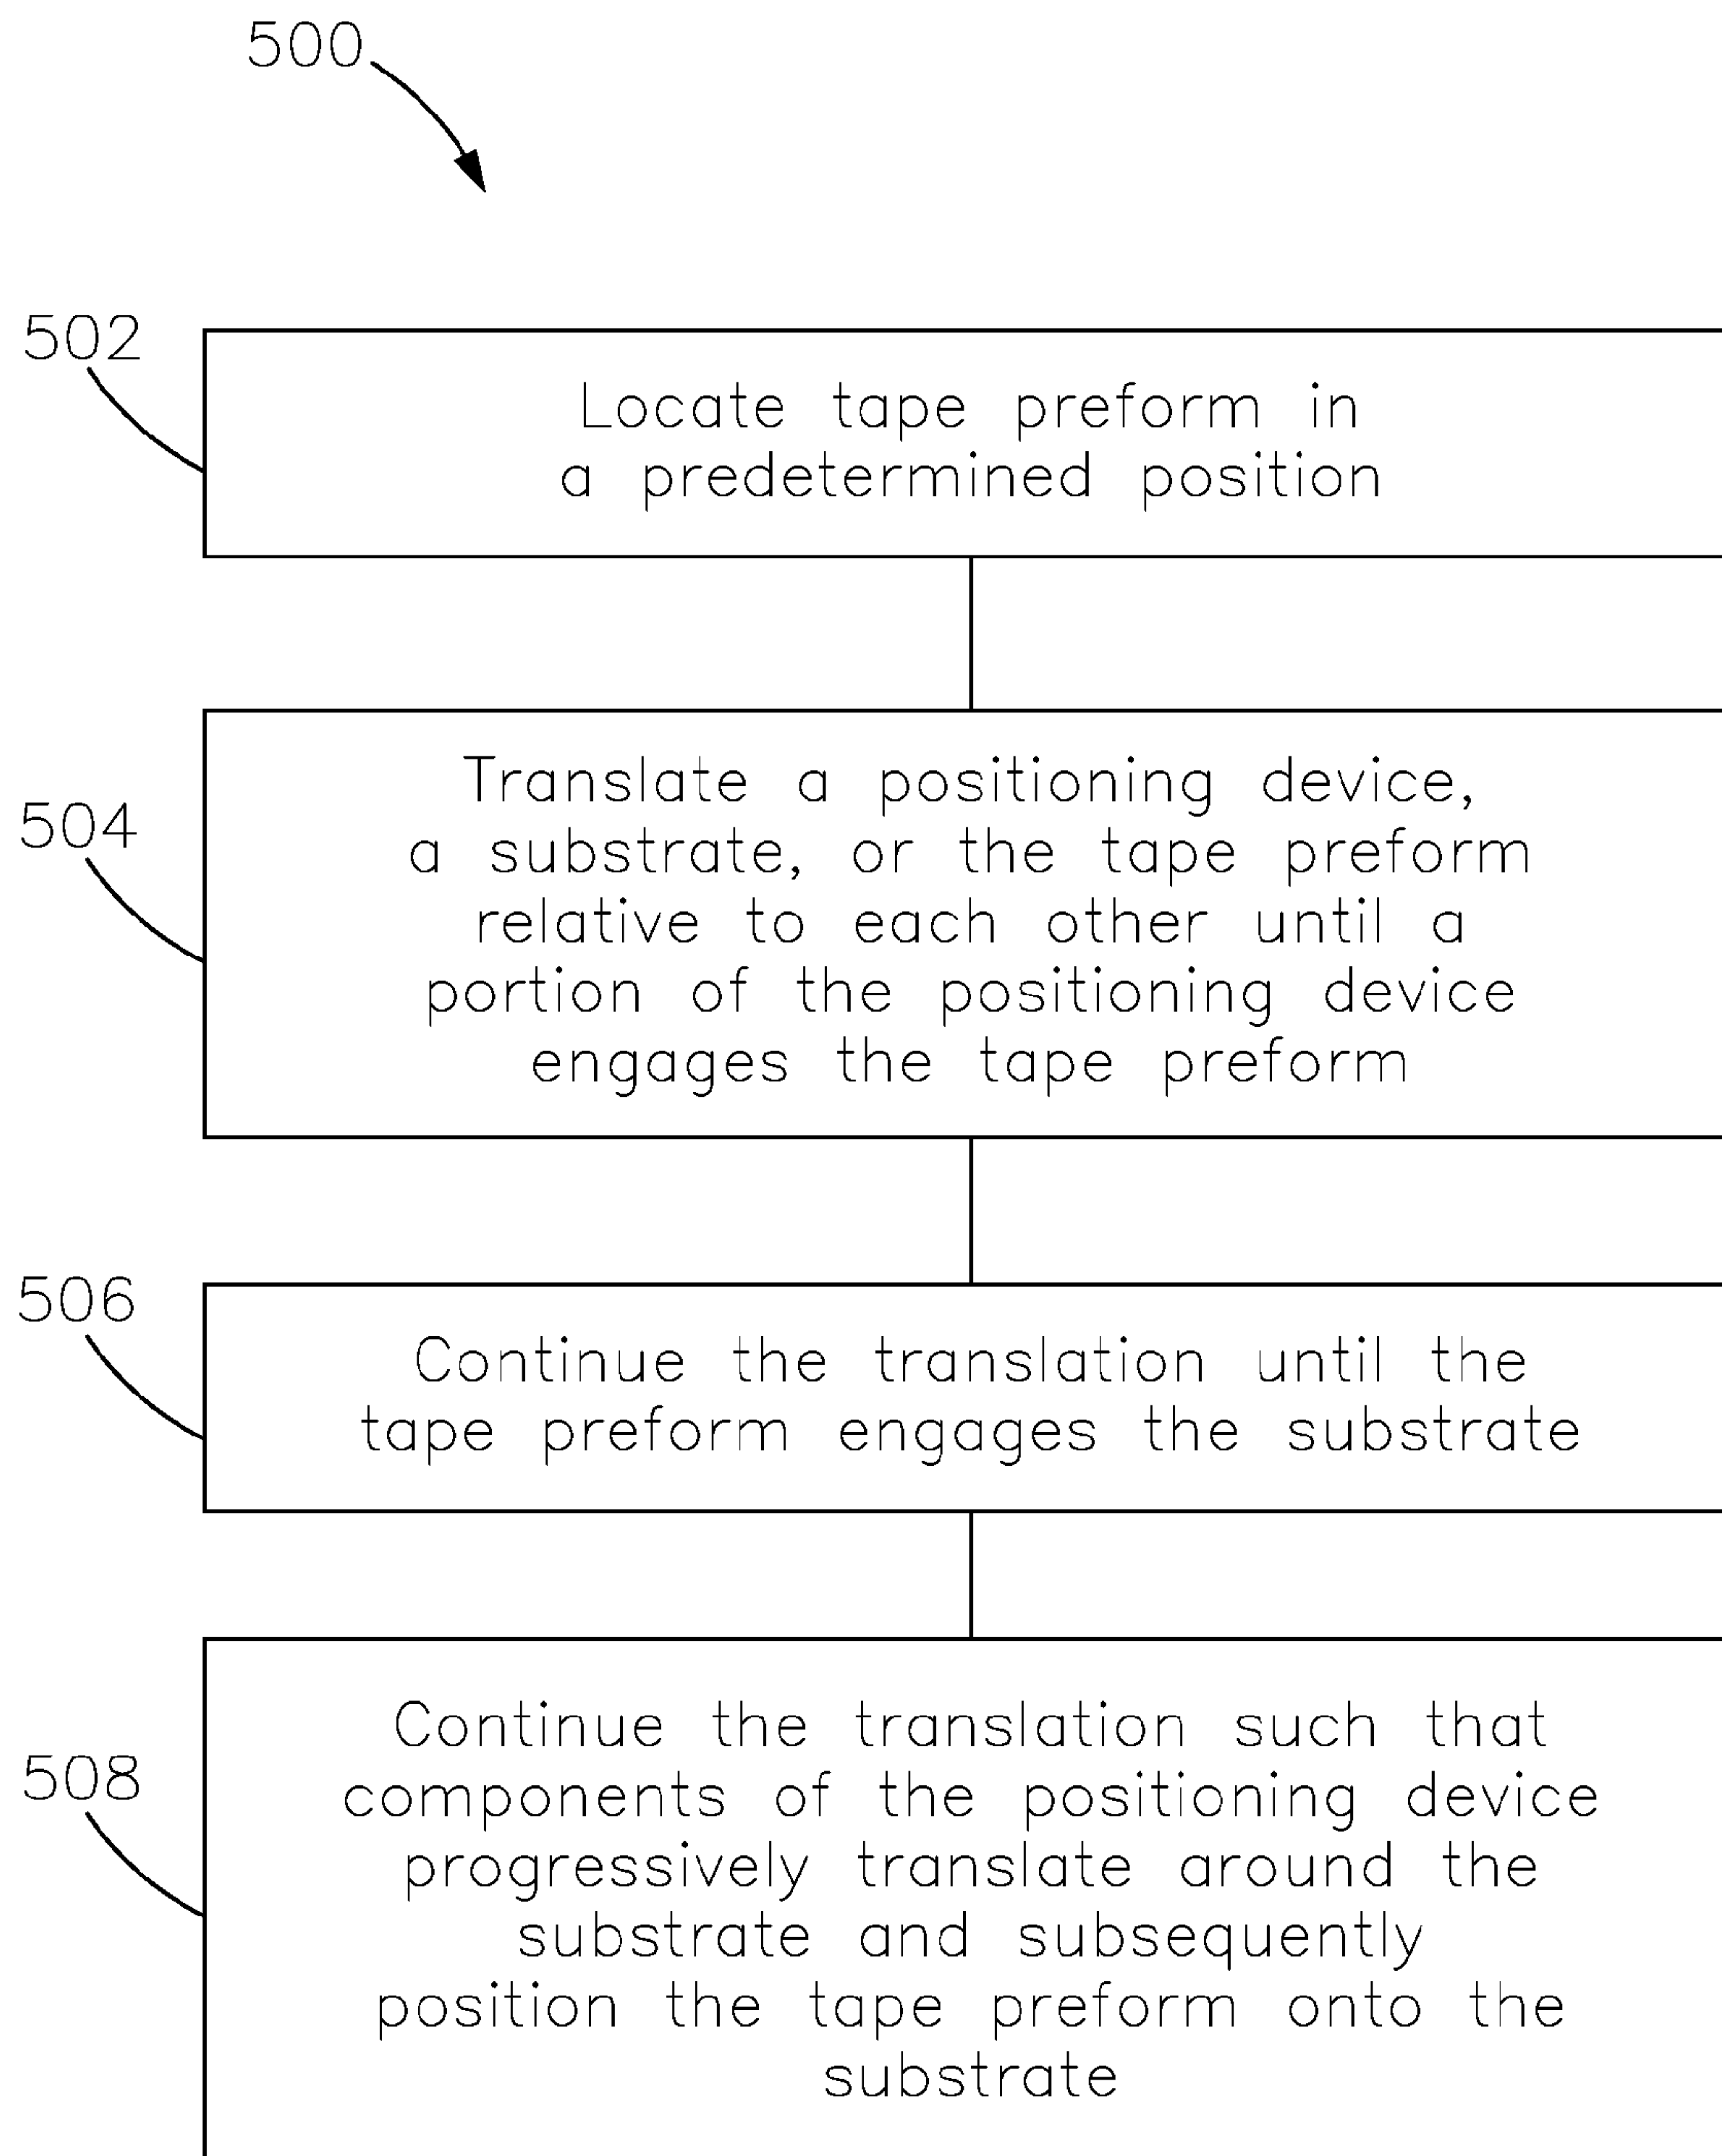 500
502
Locate tape preform in
a predetermined position
504
Translate a positioning device,
a substrate, or the tape preform
relative to each other until a
portion of the positioning device
engages the tape preform
506
Continue the translation until the
tape preform engages the substrate
508
Continue the translation such that
components of the positioning device
progressively translate around the
substrate and subsequently
position the tape preform onto the
substrate